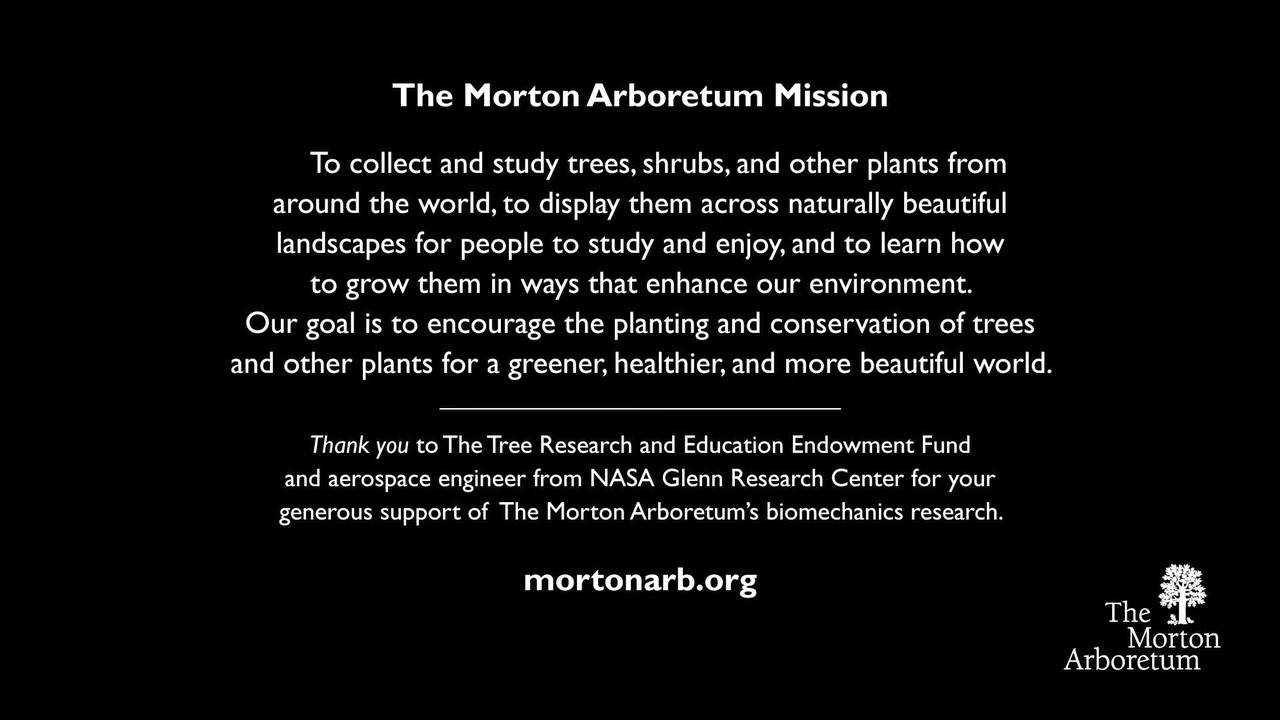 The Morton Arboretum Mission
To collect and study trees, shrubs, and other plants from
around the world, to display them across naturally beautiful
landscapes for people to study and enjoy, and to learn how
to grow them in ways that enhance our environment.
Our goal is to encourage the planting and conservation of trees
and other plants for a greener, healthier, and more beautiful world.
Thank you to The Tree Research and Education Endowment Fund
and aerospace engineer from NASA Glenn Research Center for your
generous support of The Morton Arboretum's biomechanics research.
mortonarb.org
The
Morton
Arboretum